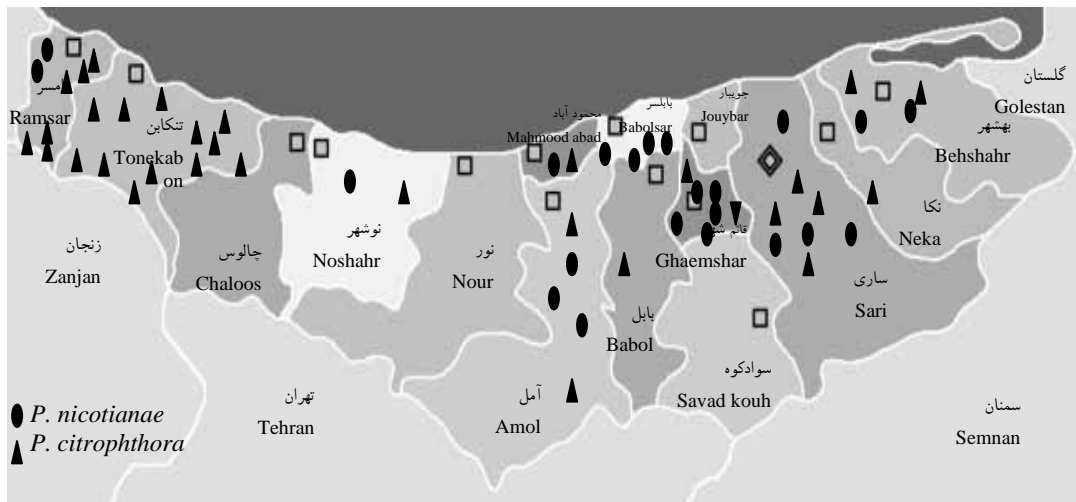 رامسر
Ramsar
تنکابن
Tonekab
on
زنجان
Zanjan
چالوس
Chaloos
نوشهر
Noshahr
نور
Nour
محمود آباد
Mahmood abad
بابلسر
Babolsar
جویبار
Jouybar
قائم شهر
Ghaemshar
بابل
Babol
آمل
Amol
سوادکوه
Savad kouh
ساری
Sari
نکا
Neka
بهشهر
Behshahr
گلستان
Golestan
سمنان
Semnan
تهران
Tehran
P. nicotianae
P. citrophthora